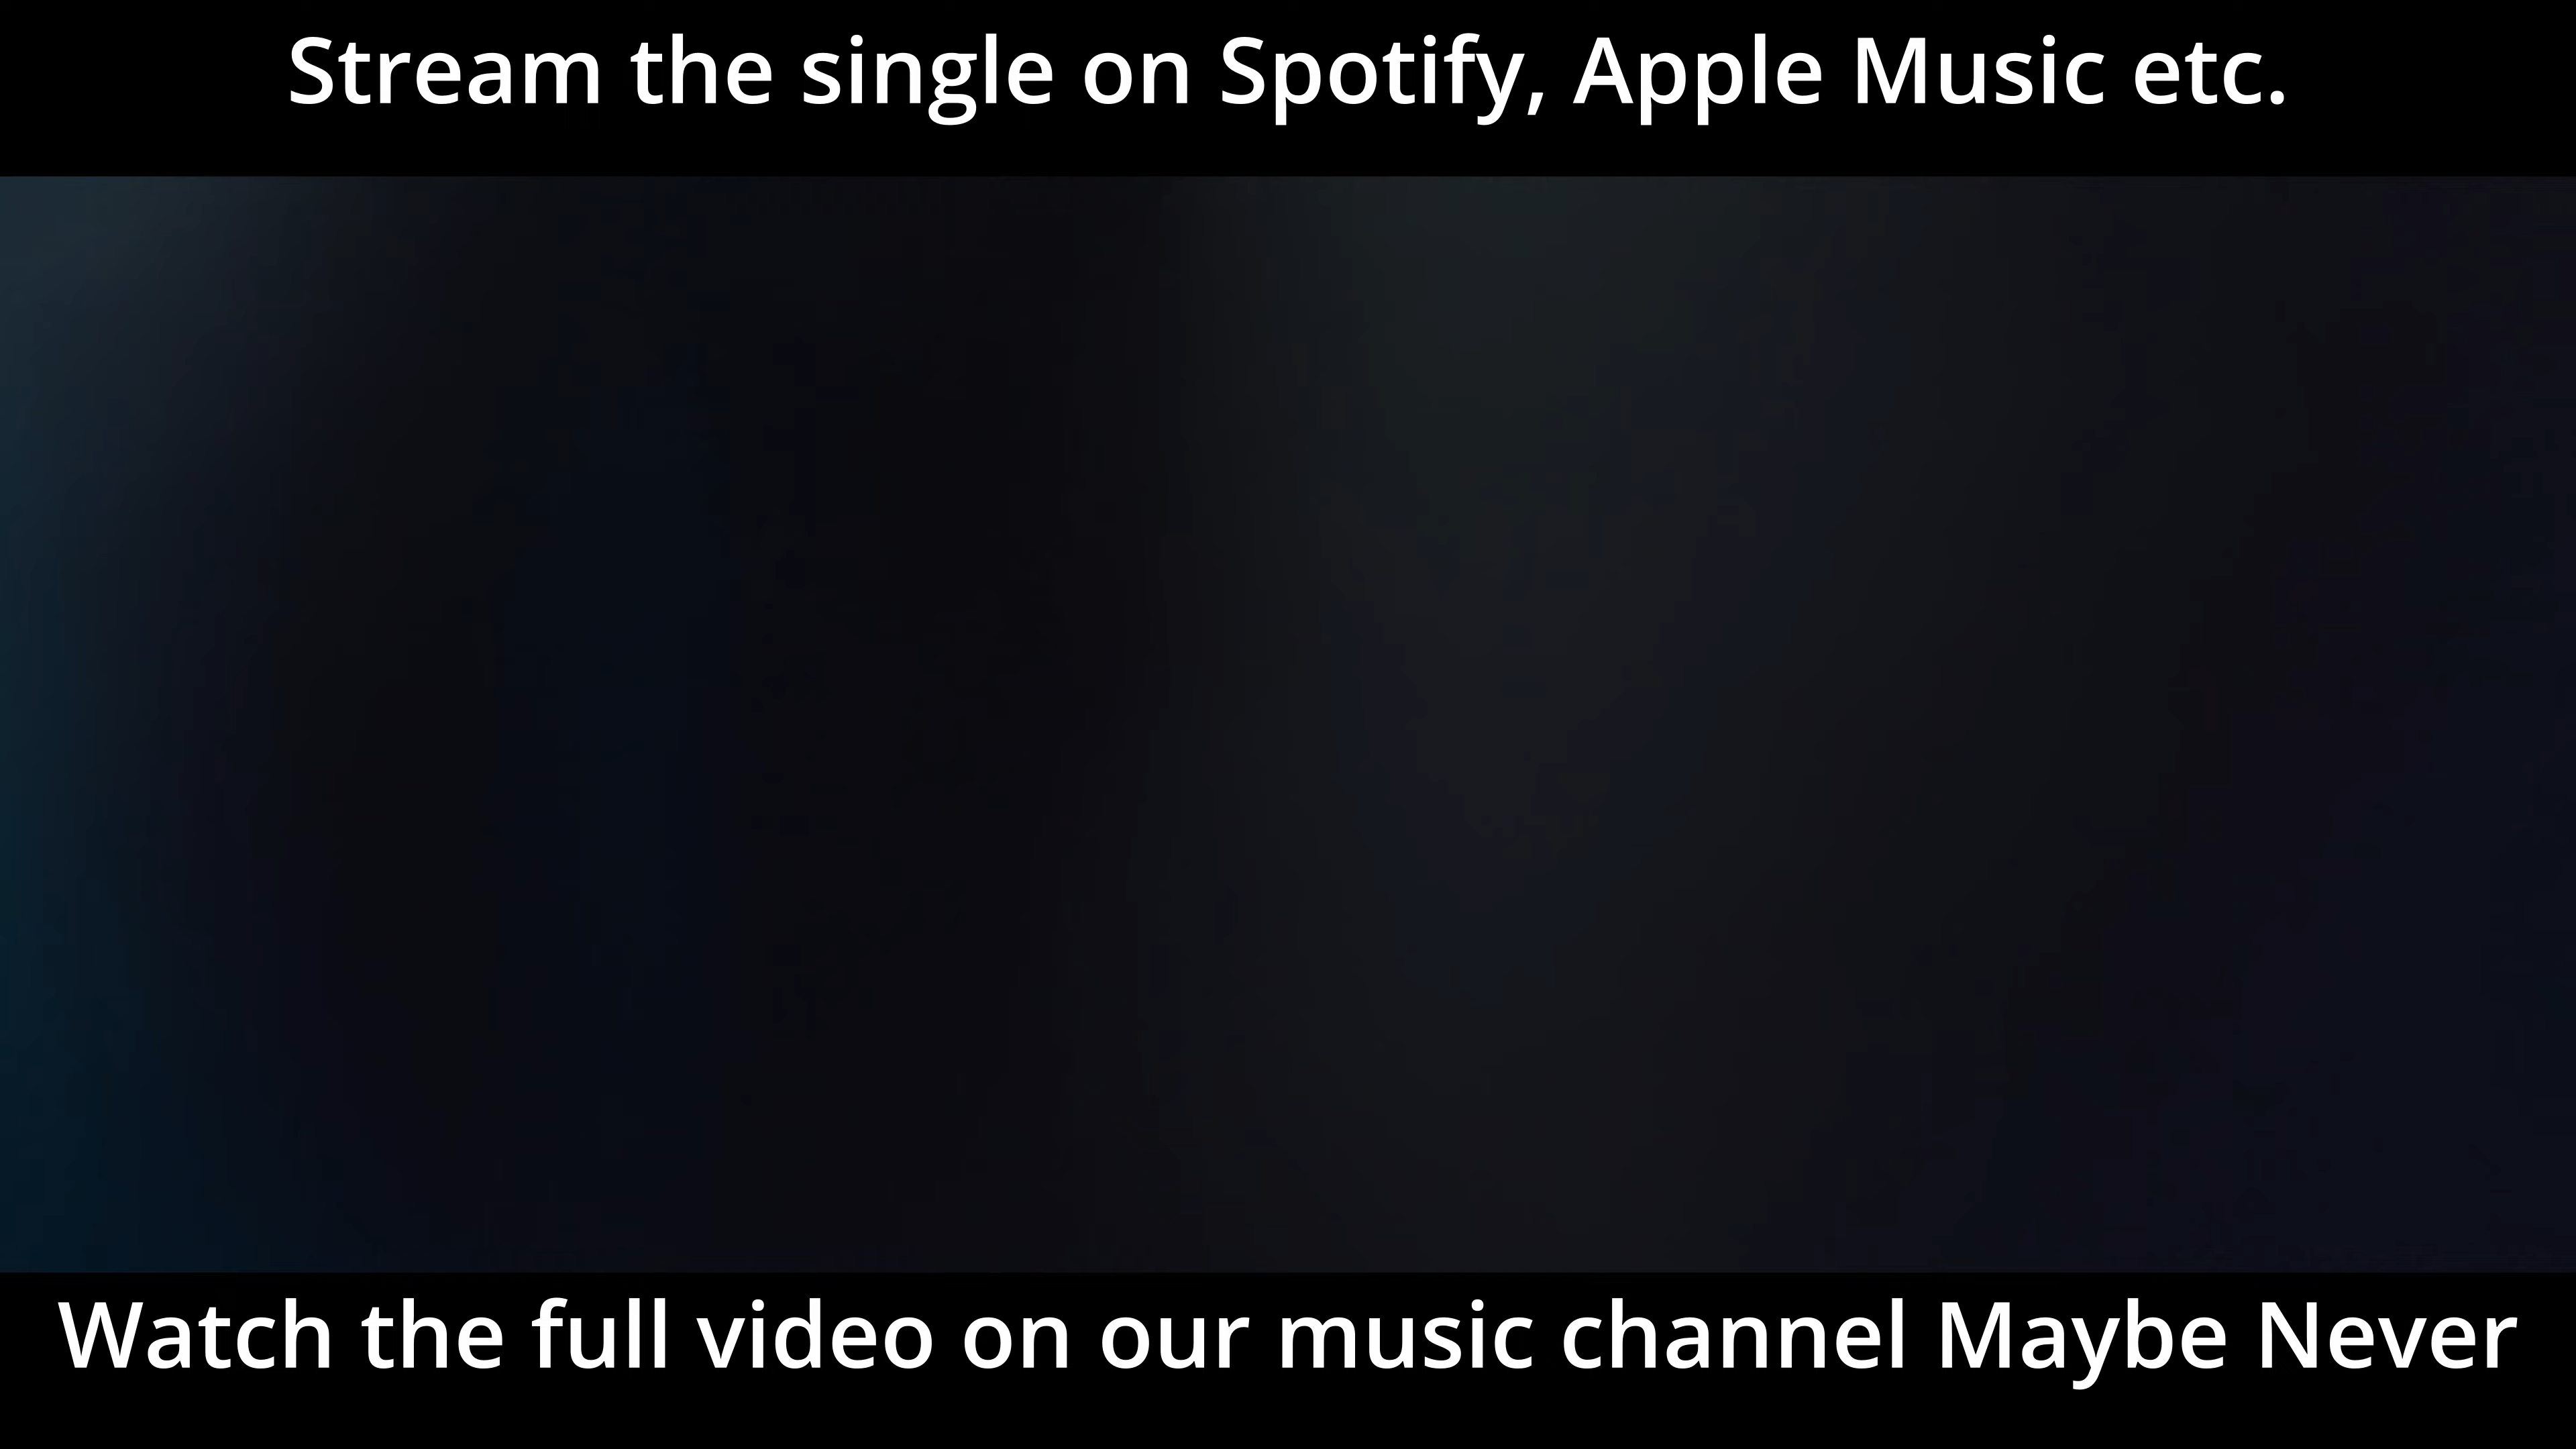 Stream the single on Spotify, Apple Music etc.
Watch the full video on our music channel Maybe Never